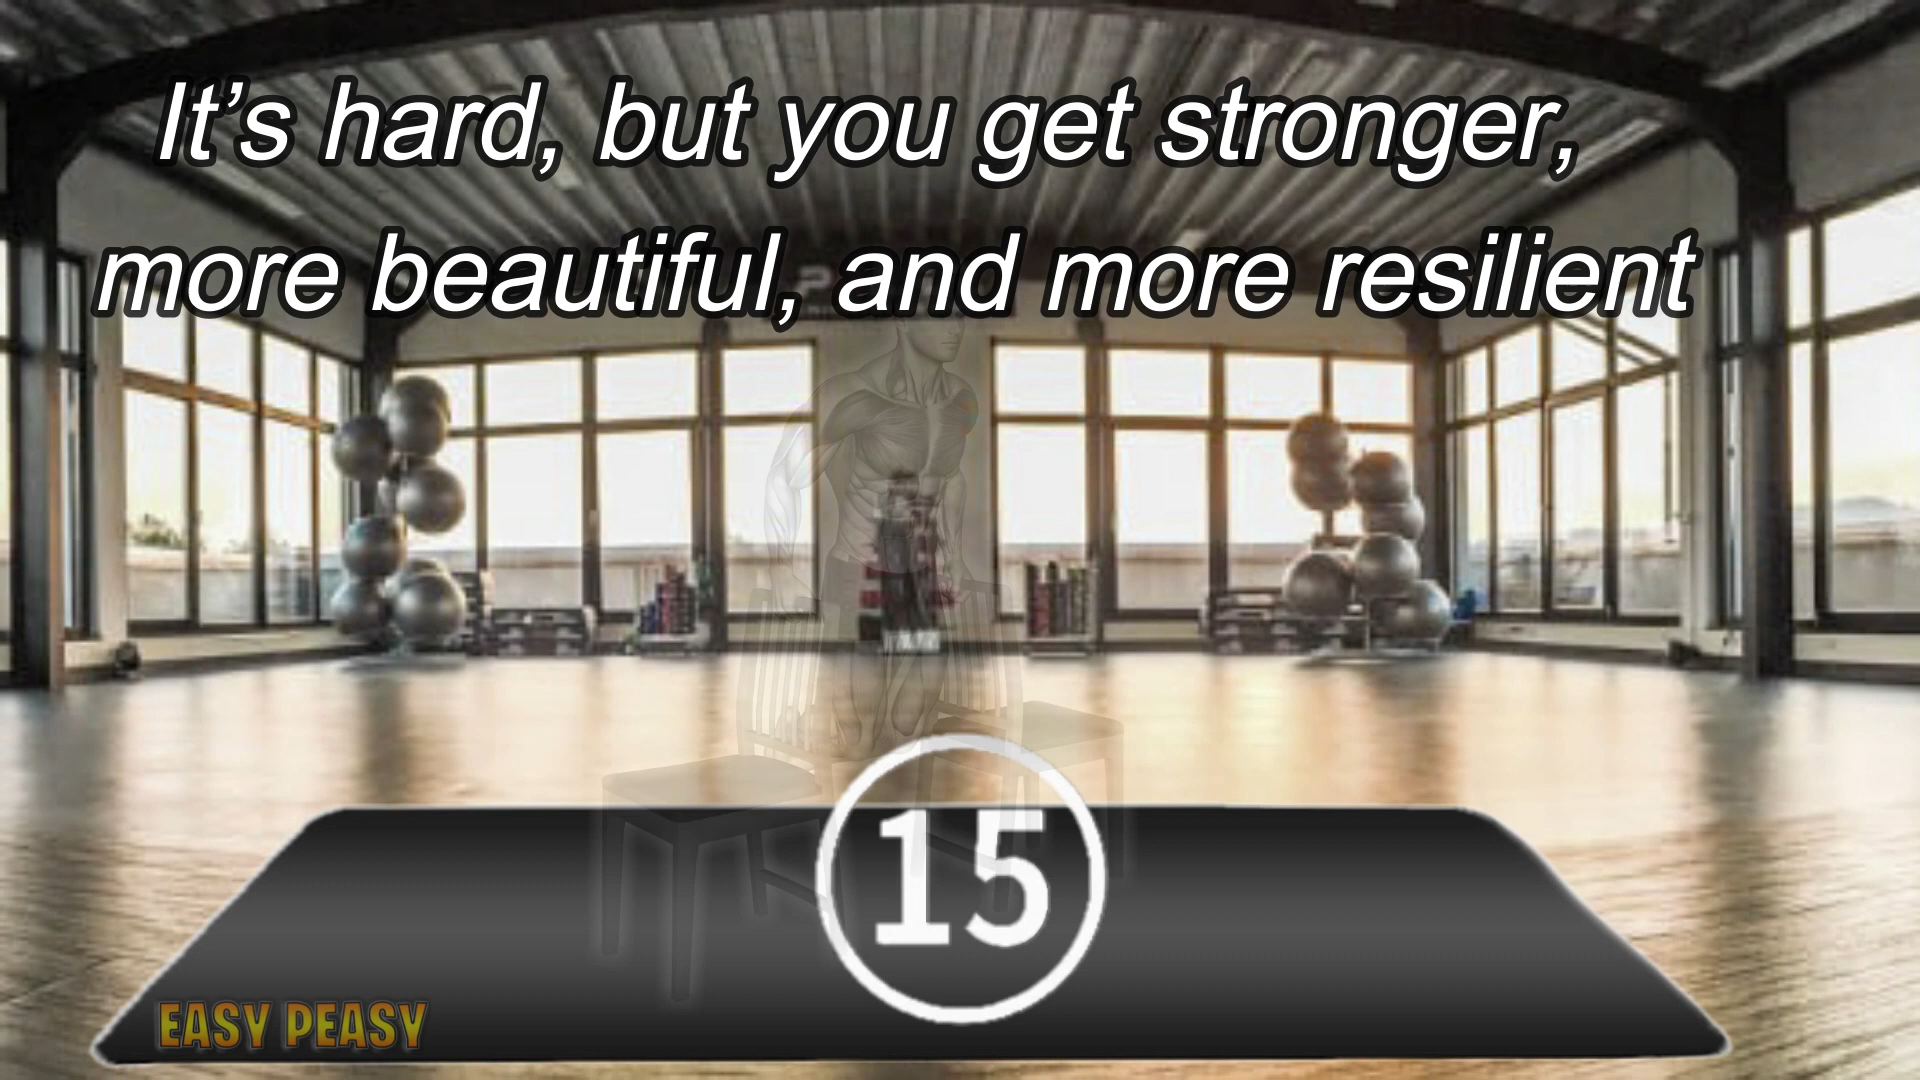 It’s hard, but you get stronger,
more beautiful, and more resilient
15
EASY PEASY